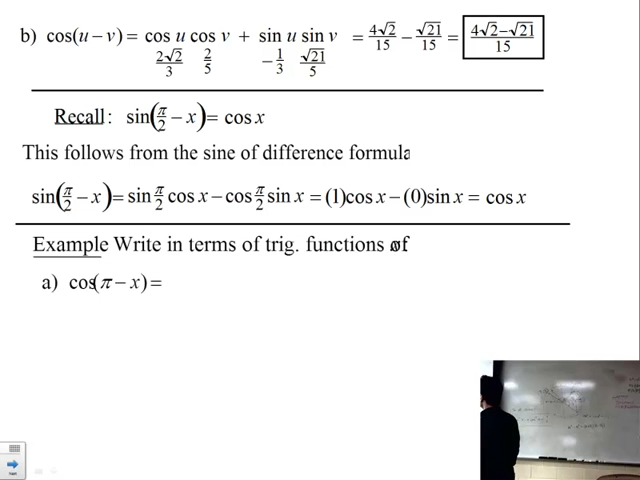 b) cos(u − v) = cos u cos v + sin u sin v = 4√2/15 − √21/15 = 4√2−√21/15
2√2/3 2/5 −1/3 √21/5
Recall: sin(π/2 − x) = cos x
This follows from the sine of difference formula
sin(π/2 − x) = sin π/2 cos x − cos π/2 sin x = (1)cos x − (0)sin x = cos x
Example Write in terms of trig. functions of
a) cos(π − x) =